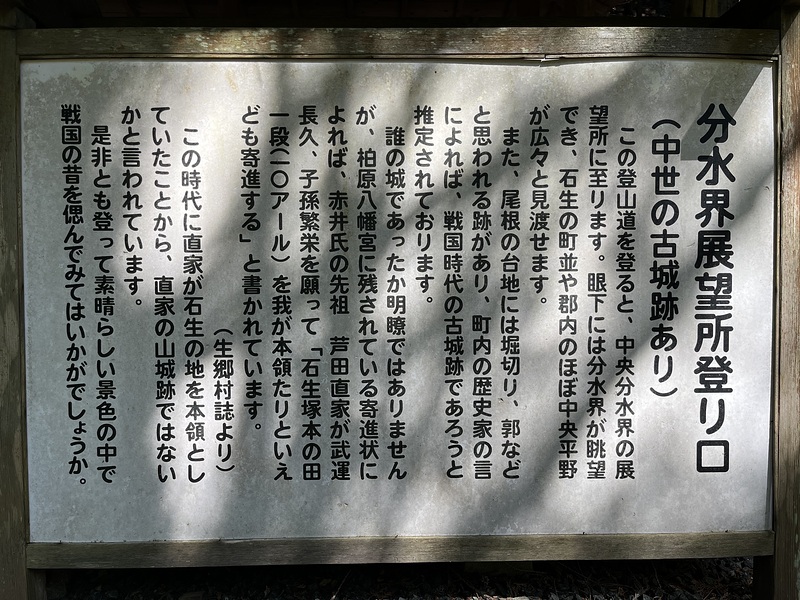 分水界展望所登り口
（中世の古城跡あり）
この登山道を登ると、中央分水界の展
望所に至ります。眼下には分水界が眺望
でき、石生の町並や郡内のほぼ中央平野
が広々と見渡せます。
また、尾根の台地には堀切り、郭など
と思われる跡があり、町内の歴史家の言
によれば、戦国時代の古城跡であろうと
推定されております。
誰の城であったか明瞭ではありません
が、柏原八幡宮に残されている寄進状に
よれば、赤井氏の先祖　芦田直家が武運
長久、子孫繁栄を願って「石生塚本の田
一段（一〇アール）を我が本領たりといえ
ども寄進する」と書かれています。
（生郷村誌より）
この時代に直家が石生の地を本領とし
ていたことから、直家の山城跡ではない
かと言われています。
是非とも登って素晴らしい景色の中で
戦国の昔を偲んでみてはいかがでしょうか。